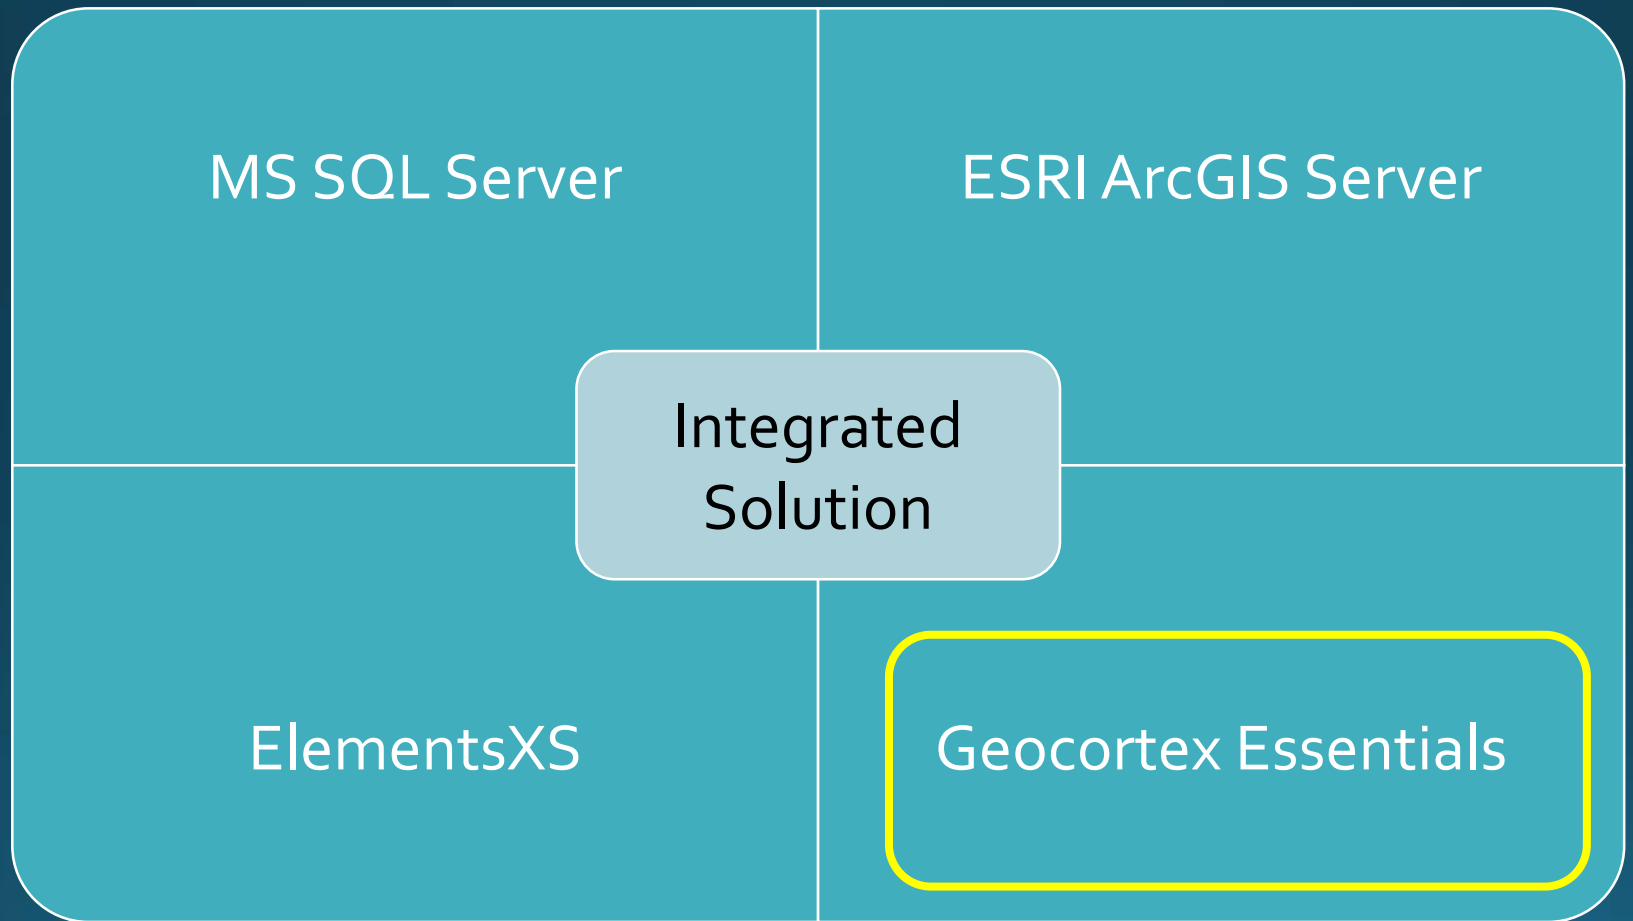 MS SQL Server
ESRI ArcGIS Server
Integrated
Solution
ElementsXS
Geocortex Essentials